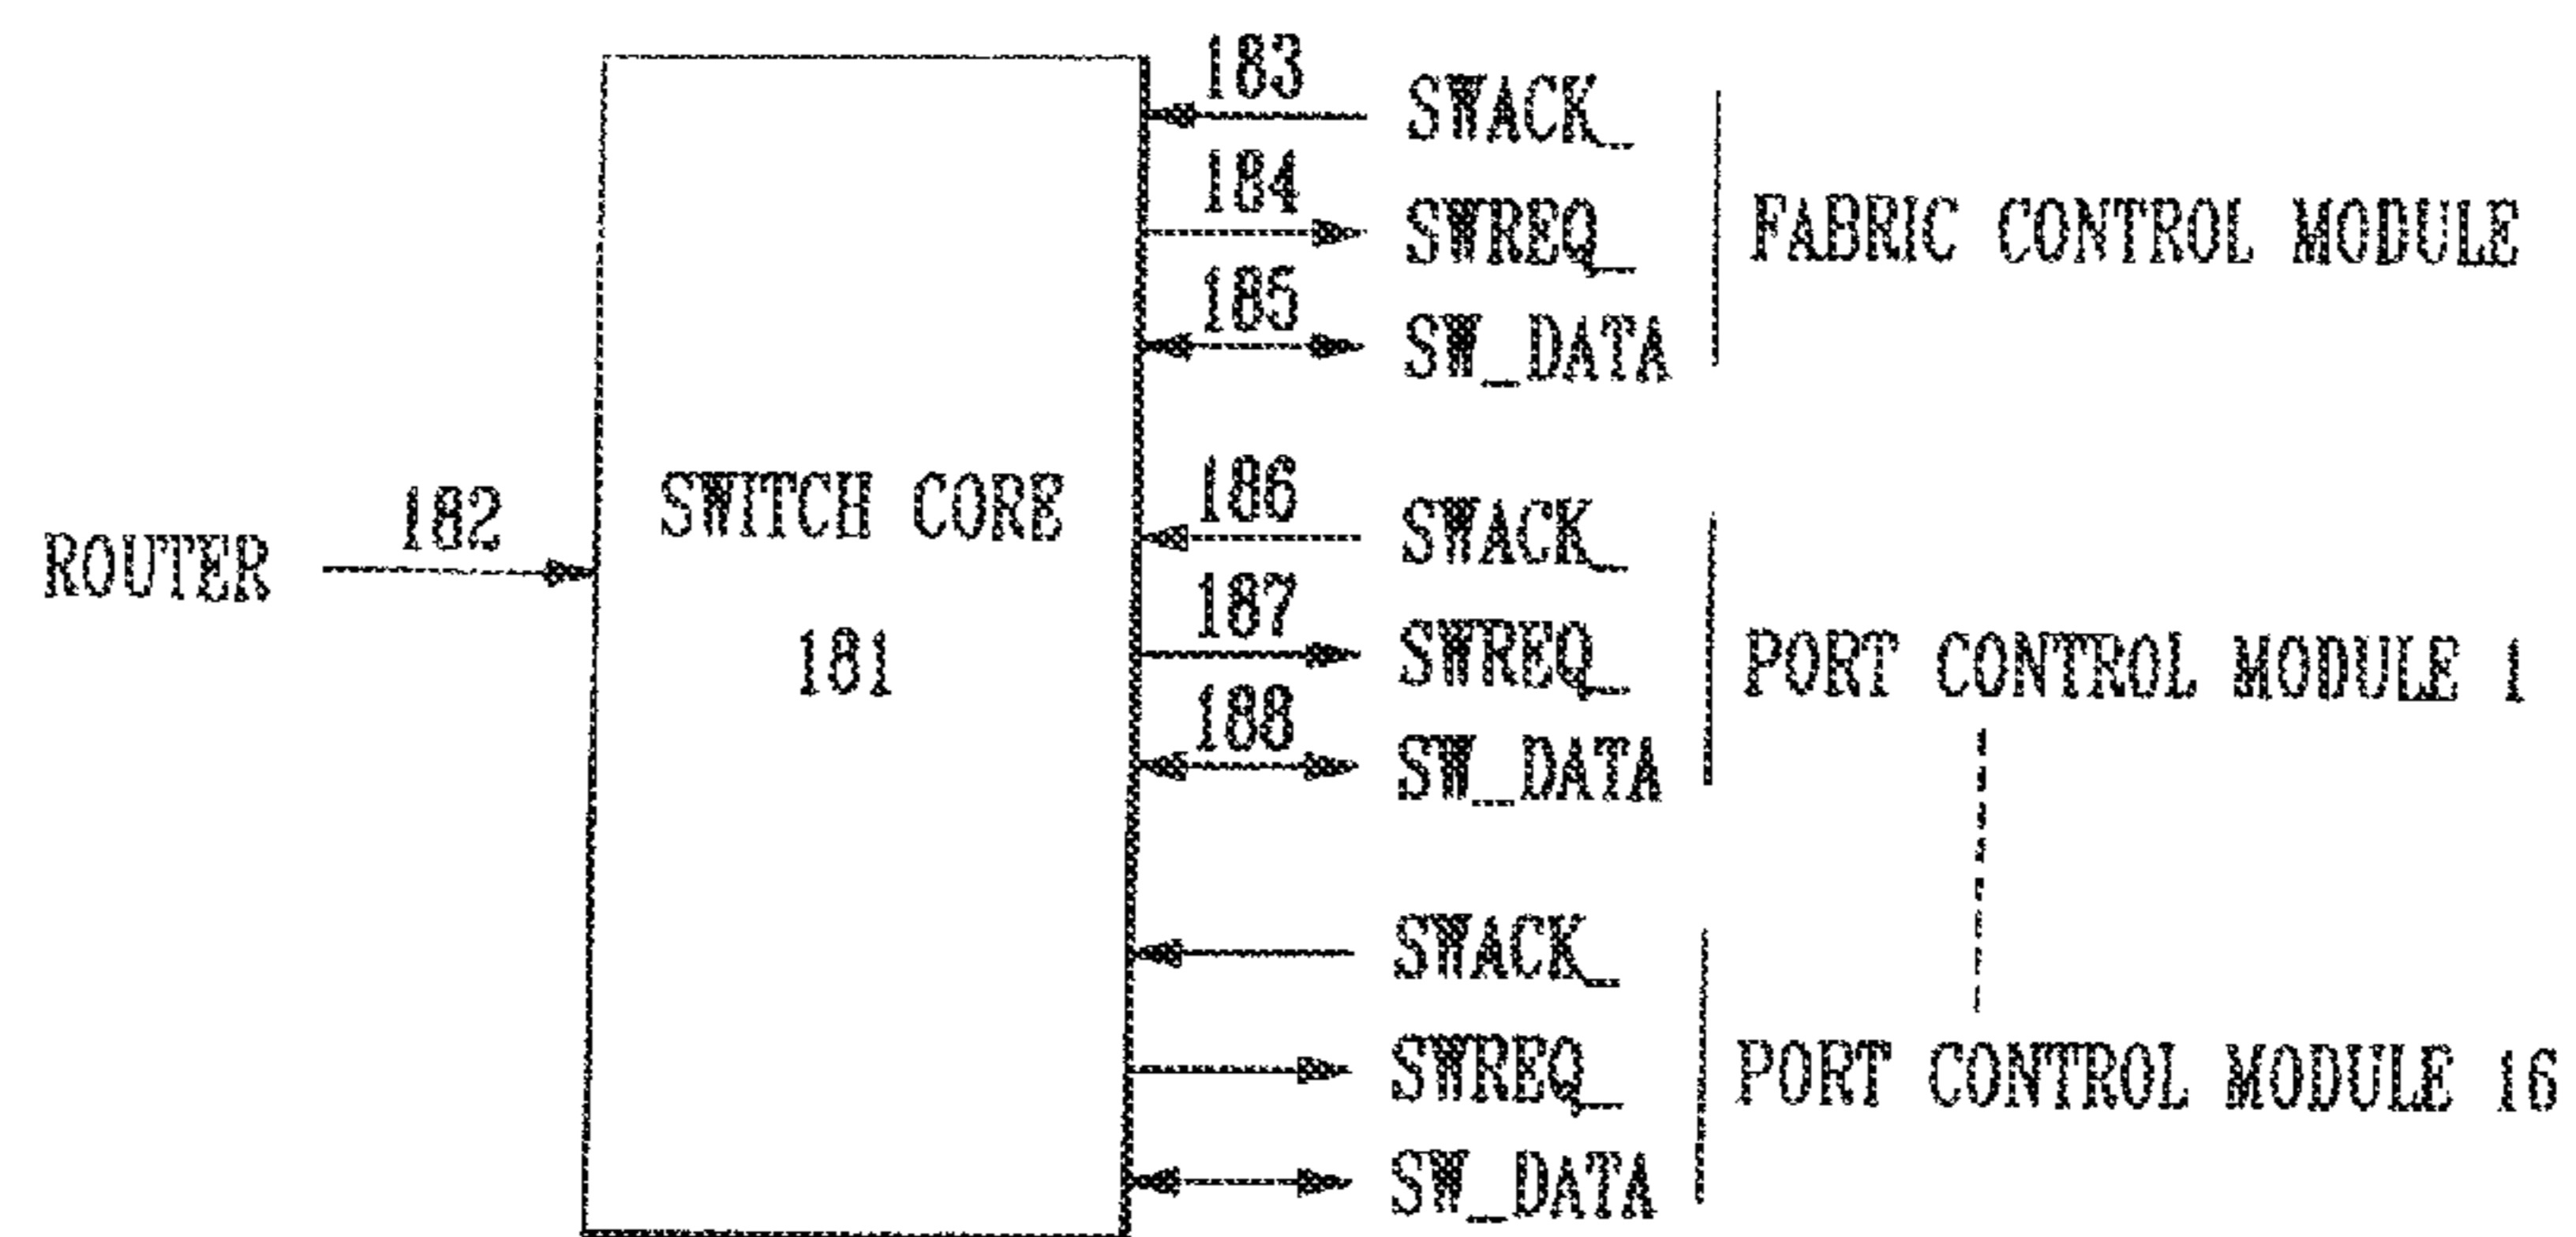 183
SWACK_
184
SWREQ_
FABRIC CONTROL MODULE
185
SW_DATA
ROUTER
182
SWITCH CORE
181
186
SWACK_
187
SWREQ_
PORT CONTROL MODULE 1
188
SW_DATA
SWACK_
SWREQ_
PORT CONTROL MODULE 16
SW_DATA